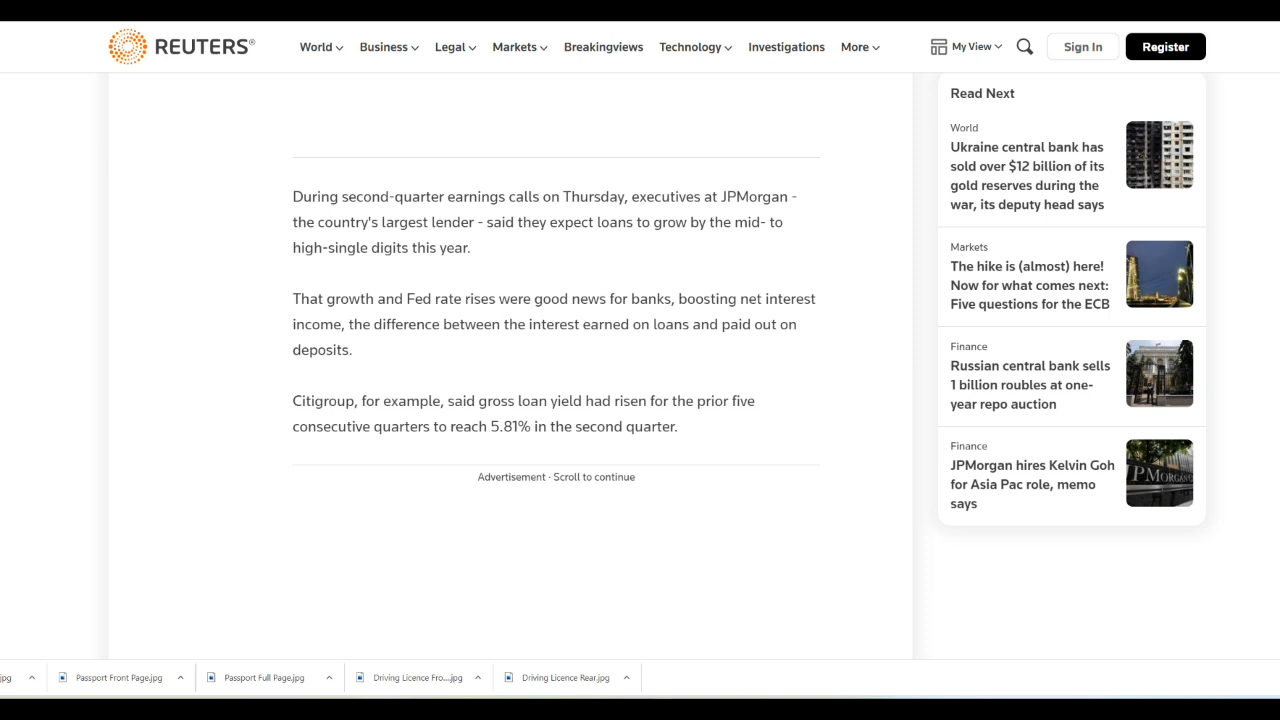 REUTERS®
World
Business
Legal
Markets
Breakingviews
Technology
Investigations
More
My View
Sign In
Register
During second-quarter earnings calls on Thursday, executives at JPMorgan -
the country's largest lender - said they expect loans to grow by the mid- to
high-single digits this year.
That growth and Fed rate rises were good news for banks, boosting net interest
income, the difference between the interest earned on loans and paid out on
deposits.
Citigroup, for example, said gross loan yield had risen for the prior five
consecutive quarters to reach 5.81% in the second quarter.
Advertisement · Scroll to continue
Read Next
World
Ukraine central bank has
sold over $12 billion of its
gold reserves during the
war, its deputy head says
Markets
The hike is (almost) here!
Now for what comes next:
Five questions for the ECB
Finance
Russian central bank sells
1 billion roubles at one-
year repo auction
Finance
JPMorgan hires Kelvin Goh
for Asia Pac role, memo
says
JPMORGAN
jpg
Passport Front Page.jpg
Passport Full Page.jpg
Driving Licence Fro....jpg
Driving Licence Rear.jpg